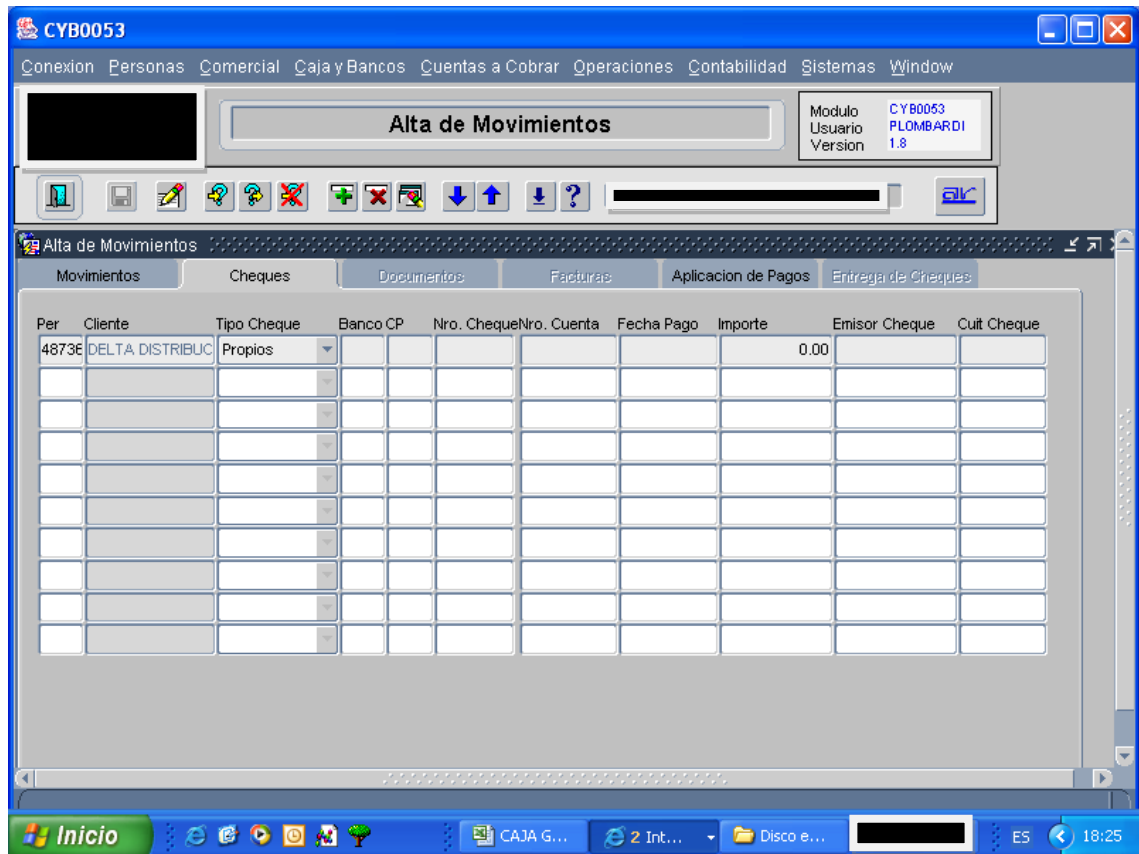 CYB0053
Conexion Personas Comercial Caja y Bancos Cuentas a Cobrar Operaciones Contabilidad Sistemas Window
Alta de Movimientos
Modulo CYB0053
Usuario PLOMBARDI
Version 1.8
Alta de Movimientos
Movimientos Cheques Documentos Facturas Aplicacion de Pagos Entrega de Cheques
Per Cliente Tipo Cheque Banco CP Nro. Cheque Nro. Cuenta Fecha Pago Importe Emisor Cheque Cuit Cheque
48736 DELTA DISTRIBUC Propios 0.00
Inicio CAJA G... 2 Int... Disco e... ES 18:25